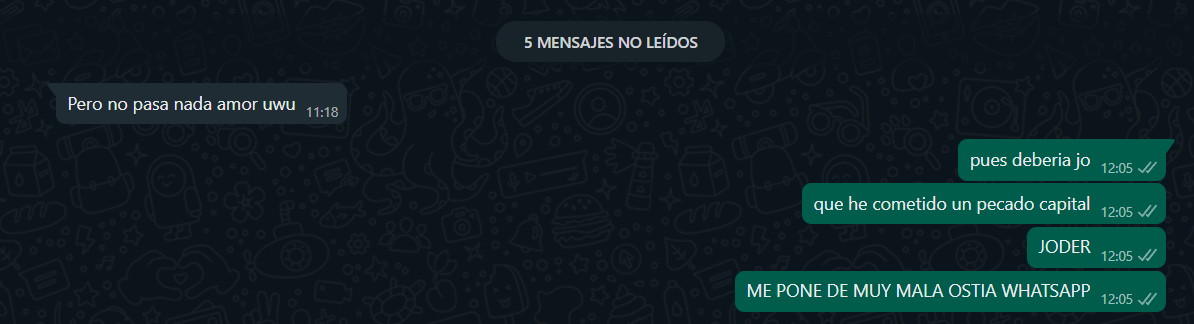 5 MENSAJES NO LEÍDOS
Pero no pasa nada amor uwu 11:18
pues deberia jo 12:05
que he cometido un pecado capital 12:05
JODER 12:05
ME PONE DE MUY MALA OSTIA WHATSAPP 12:05